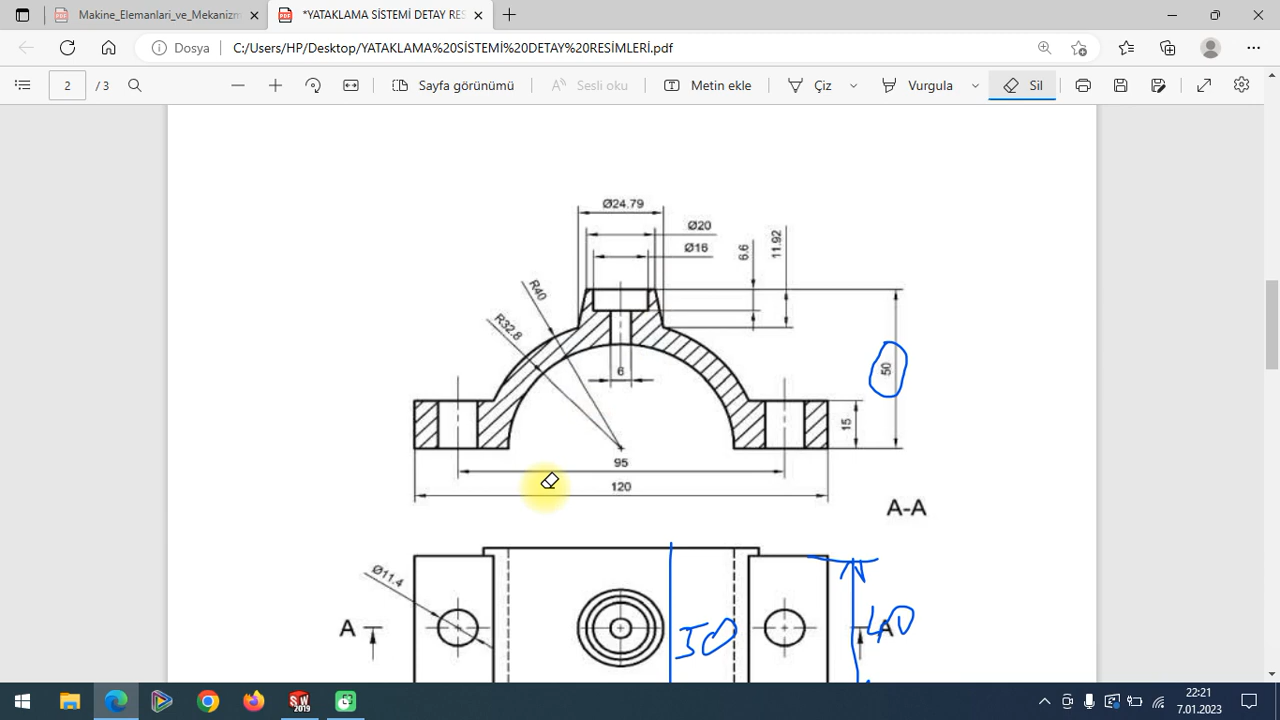 Makine_Elemanlari_ve_Mekanizm
*YATAKLAMA SİSTEMİ DETAY RES
Dosya
C:/Users/HP/Desktop/YATAKLAMA%20SİSTEMİ%20DETAY%20RESİMLERİ.pdf
2 / 3
Sayfa görünümü
Sesli oku
Metin ekle
Çiz
Vurgula
Sil
Ø24.79
Ø20
Ø16
6.6
11.92
R40
R32.8
6
50
15
95
120
A-A
Ø11.4
A
50
40
A
SW
2019
22:21
7.01.2023